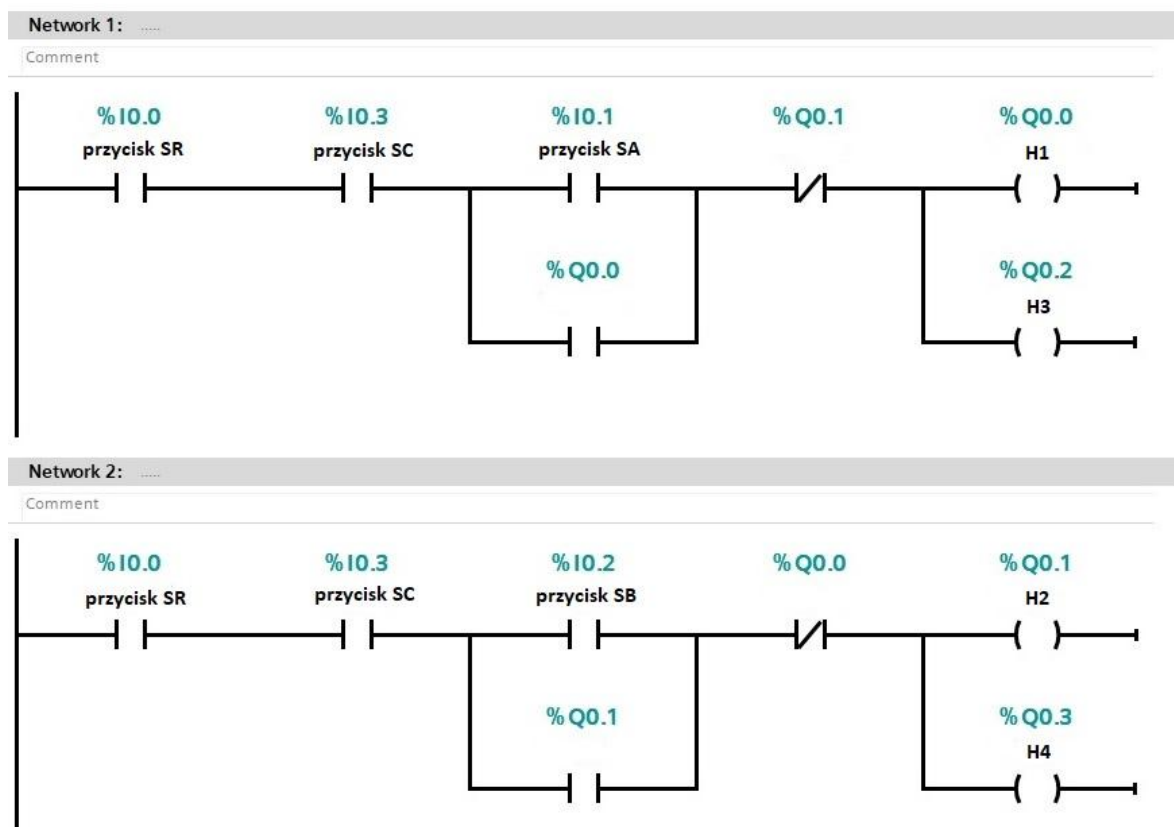 Network 1: .....
Comment
%I0.0 %I0.3 %I0.1 %Q0.1 %Q0.0
przycisk SR przycisk SC przycisk SA H1
%Q0.0 %Q0.2
H3
Network 2: .....
Comment
%I0.0 %I0.3 %I0.2 %Q0.0 %Q0.1
przycisk SR przycisk SC przycisk SB H2
%Q0.1 %Q0.3
H4